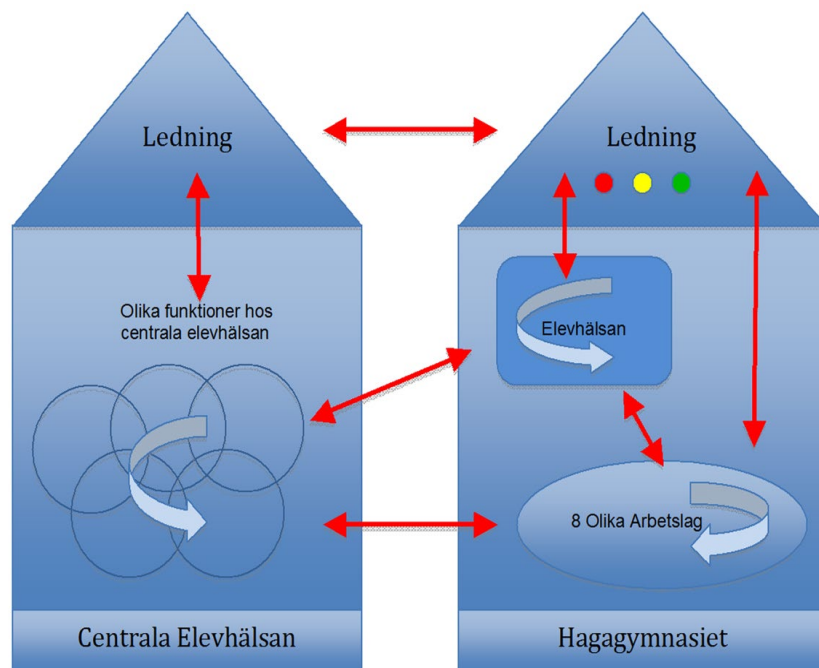 Ledning
Ledning
Olika funktioner hos
centrala elevhälsan
Elevhälsan
8 Olika Arbetslag
Centrala Elevhälsan
Hagagymnasiet